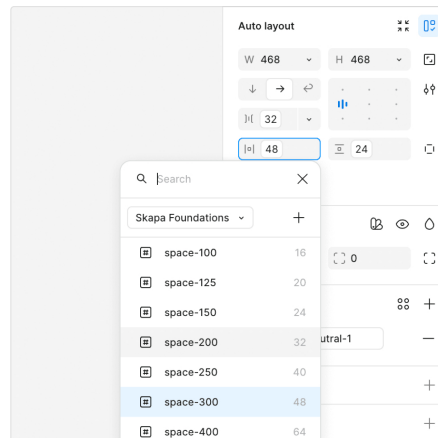 Auto layout
W 468
H 468
32
48
24
Search
Skapa Foundations
0
space-100 16
space-125 20
space-150 24
space-200 32
utral-1
space-250 40
space-300 48
space-400 64